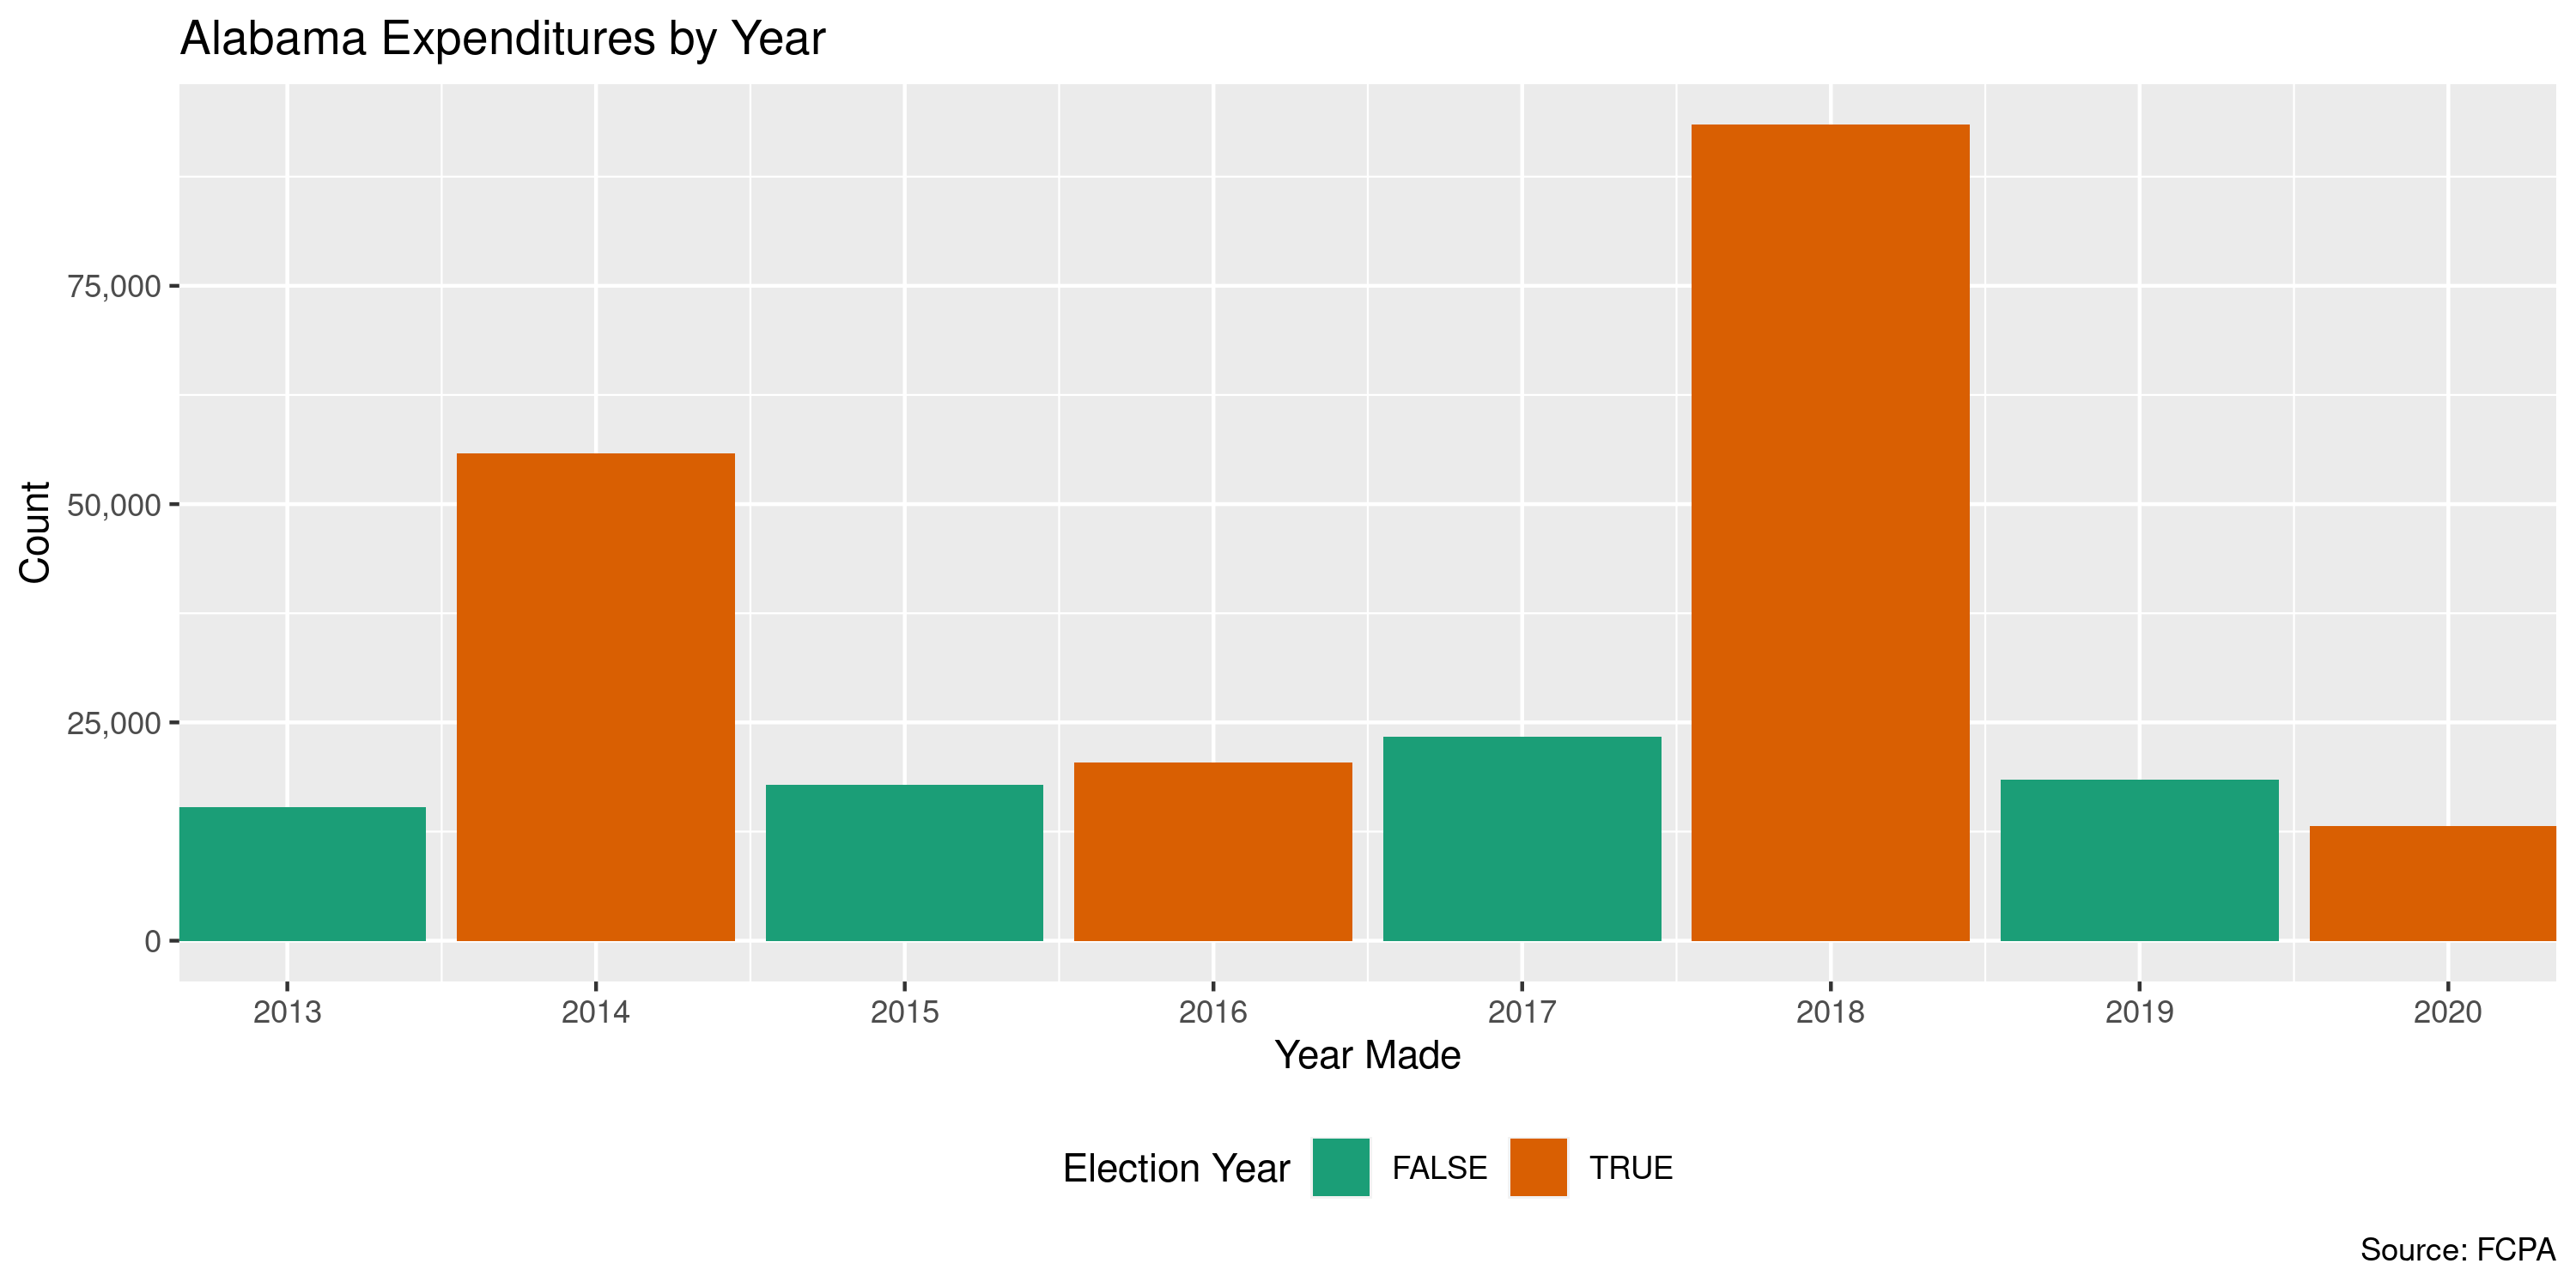 Alabama Expenditures by Year
Count
75,000
50,000
25,000
0
2013 2014 2015 2016 2017 2018 2019 2020
Year Made
Election Year FALSE TRUE
Source: FCPA